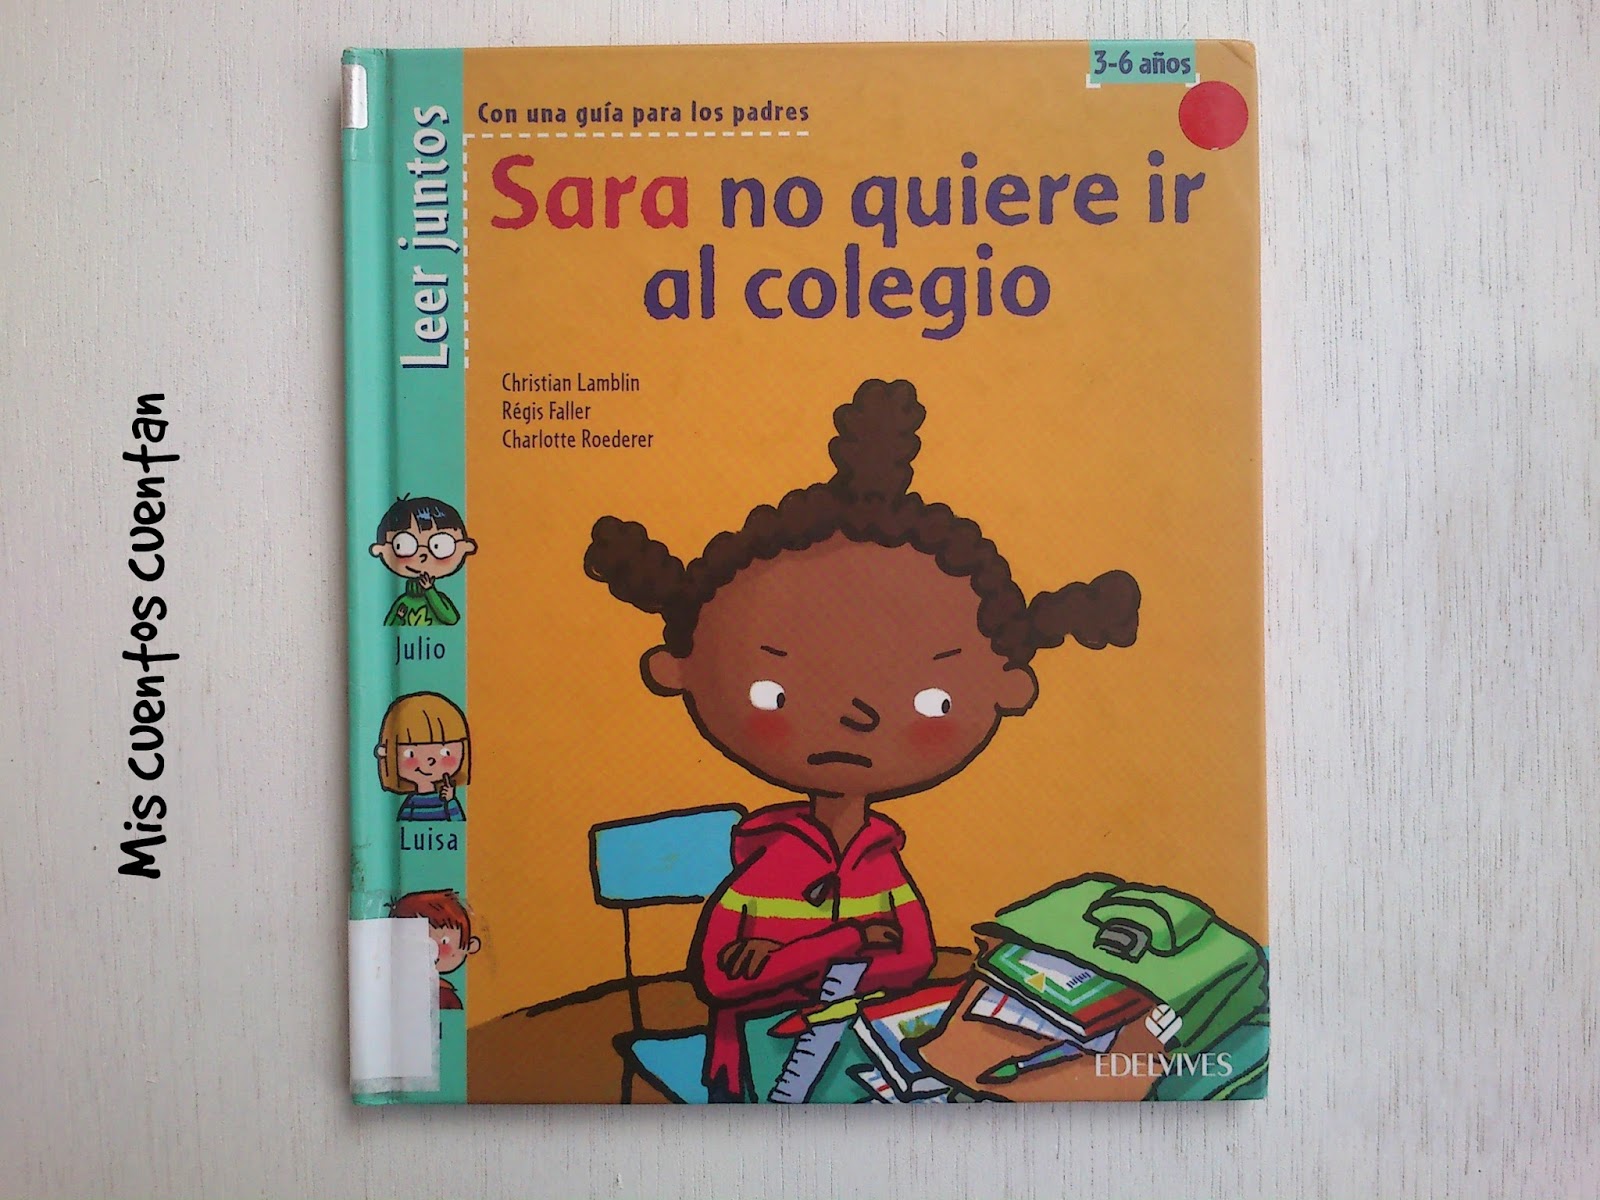 Mis cuentos cuentan
Leer juntos
3-6 años
Con una guía para los padres
Sara no quiere ir
al colegio
Christian Lamblin
Régis Faller
Charlotte Roederer
Julio
Luisa
EDELVIVES